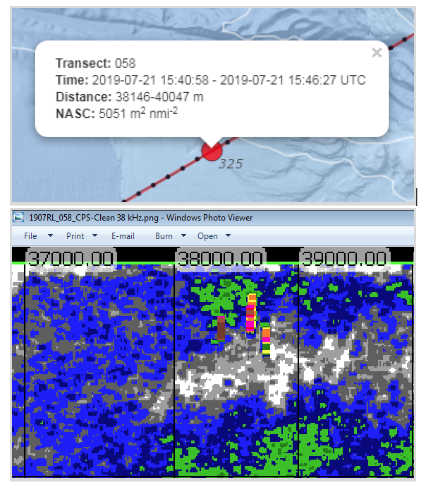 ×
Transect: 058
Time: 2019-07-21 15:40:58 - 2019-07-21 15:46:27 UTC
Distance: 38146-40047 m
NASC: 5051 m² nmi⁻²
325
1907RL_058_CPS-Clean 38 kHz.png - Windows Photo Viewer
File Print E-mail Burn Open
37000.00 38000.00 39000.00